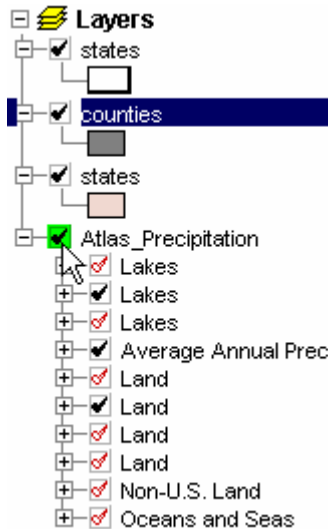 Layers
states
counties
states
Atlas_Precipitation
Lakes
Lakes
Lakes
Average Annual Prec
Land
Land
Land
Land
Non-U.S. Land
Oceans and Seas